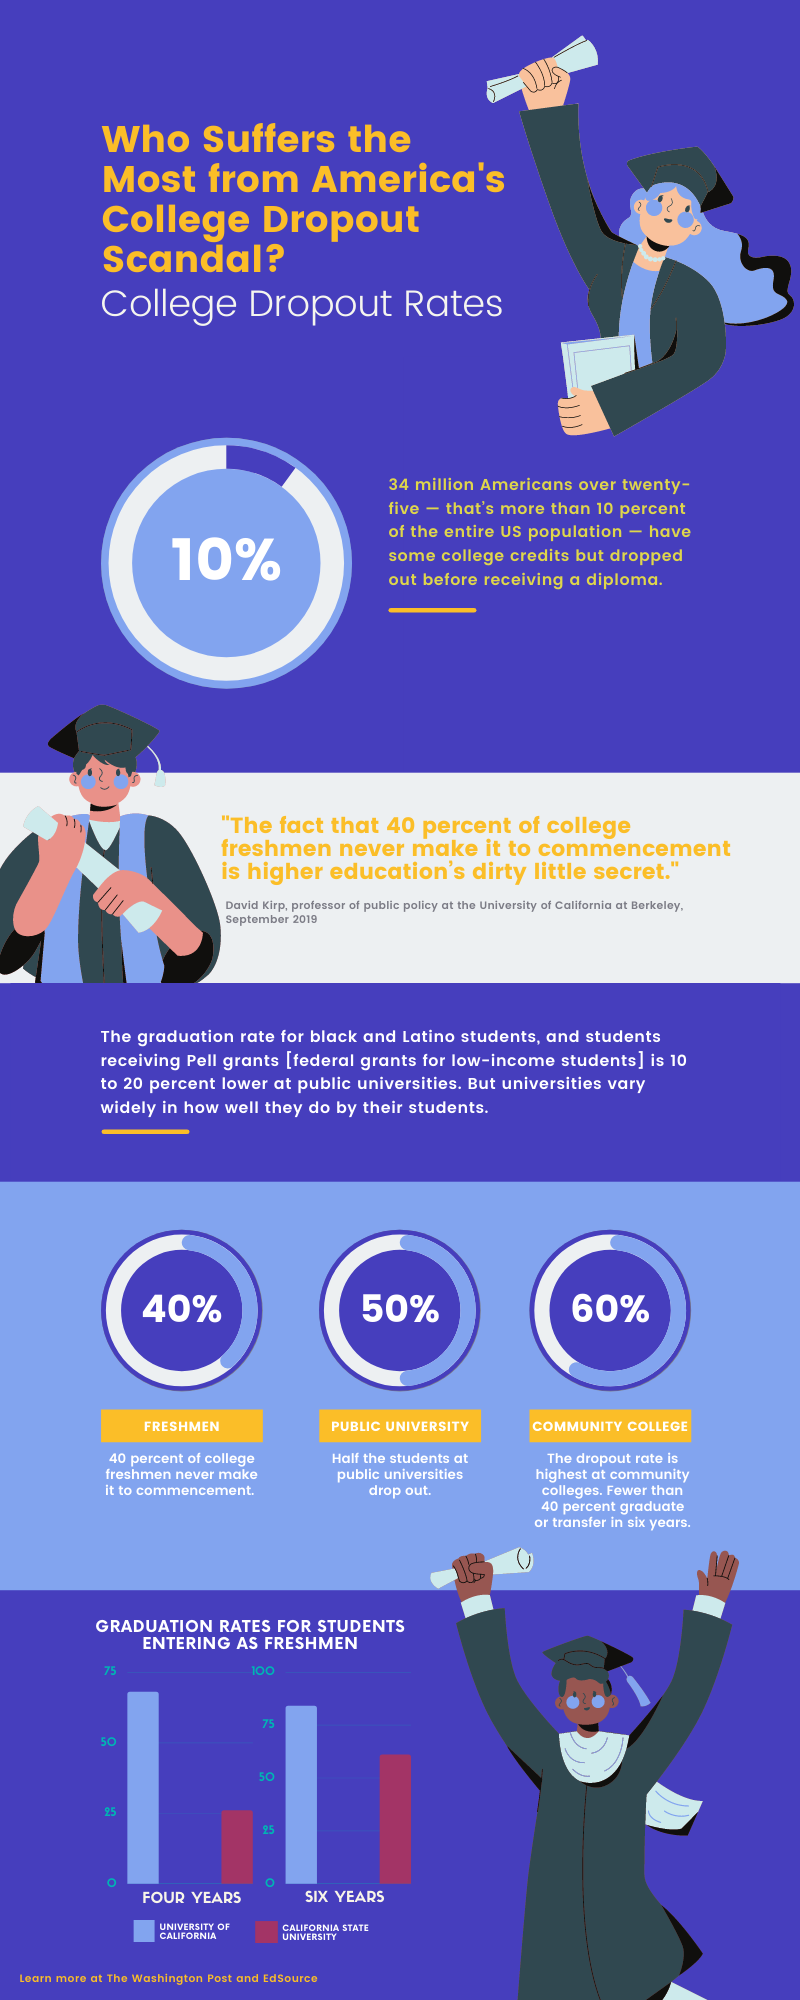 Who Suffers the
Most from America's
College Dropout
Scandal?
College Dropout Rates
10%
34 million Americans over twenty-
five — that’s more than 10 percent
of the entire US population — have
some college credits but dropped
out before receiving a diploma.
"The fact that 40 percent of college
freshmen never make it to commencement
is higher education’s dirty little secret."
David Kirp, professor of public policy at the University of California at Berkeley,
September 2019
The graduation rate for black and Latino students, and students
receiving Pell grants [federal grants for low-income students] is 10
to 20 percent lower at public universities. But universities vary
widely in how well they do by their students.
40%
FRESHMEN
40 percent of college
freshmen never make
it to commencement.
50%
PUBLIC UNIVERSITY
Half the students at
public universities
drop out.
60%
COMMUNITY COLLEGE
The dropout rate is
highest at community
colleges. Fewer than
40 percent graduate
or transfer in six years.
GRADUATION RATES FOR STUDENTS
ENTERING AS FRESHMEN
75
50
25
0
FOUR YEARS
100
75
50
25
0
SIX YEARS
UNIVERSITY OF
CALIFORNIA
CALIFORNIA STATE
UNIVERSITY
Learn more at The Washington Post and EdSource